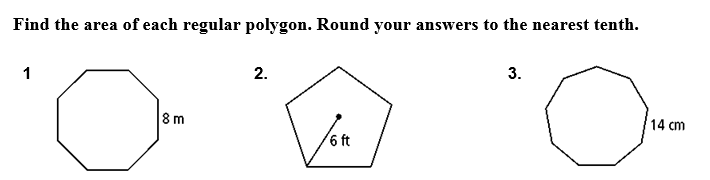 Find the area of each regular polygon. Round your answers to the nearest tenth.
1 2. 3.
8 m 6 ft 14 cm